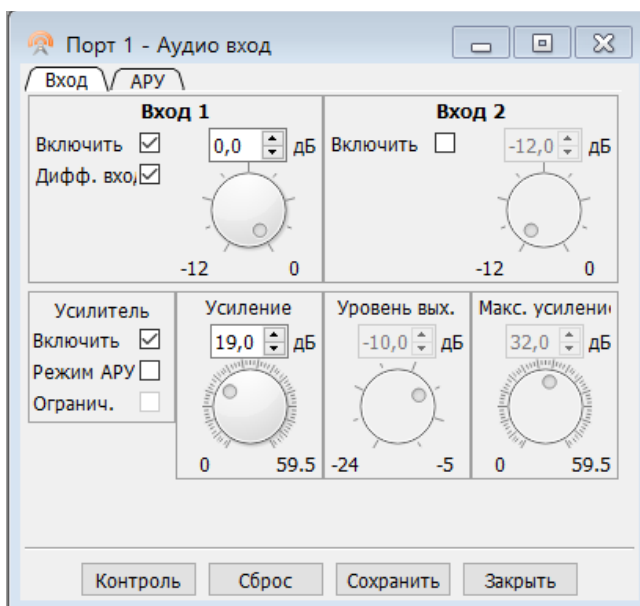 Порт 1 - Аудио вход
Вход
АРУ
Вход 1
Включить
0,0
дБ
Дифф. вхо
-12
0
Вход 2
Включить
-12,0
дБ
-12
0
Усилитель
Включить
Режим АРУ
Огранич.
Усиление
19,0
дБ
0
59.5
Уровень вых.
-10,0
дБ
-24
-5
Макс. усилени
32,0
дБ
0
59.5
Контроль
Сброс
Сохранить
Закрыть